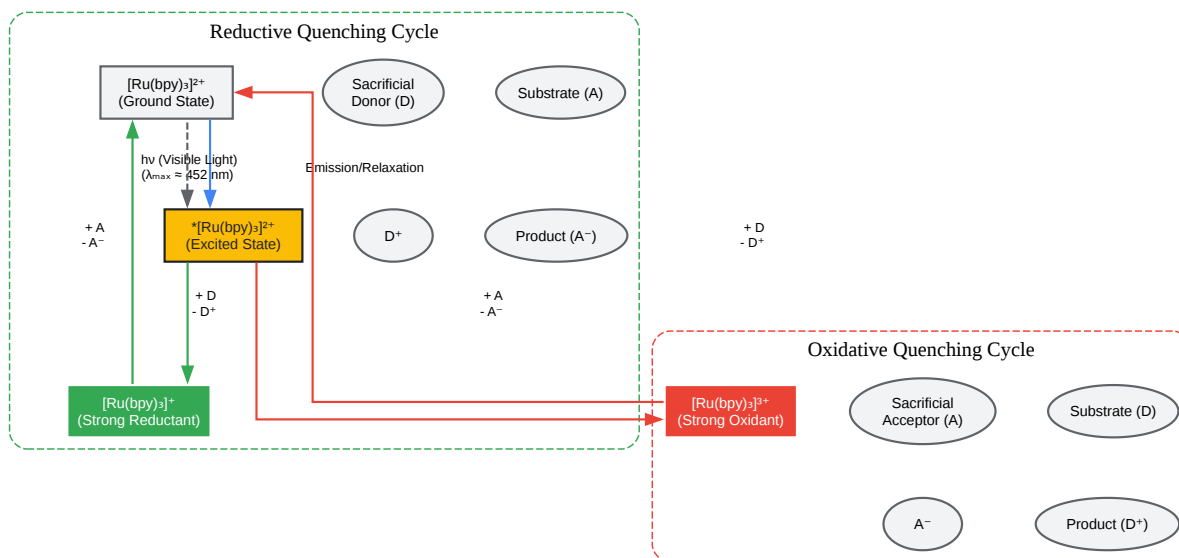 Reductive Quenching Cycle
[Ru(bpy)₃]²⁺
(Ground State)
Sacrificial
Donor (D)
Substrate (A)
hν (Visible Light)
(λₘₐₓ ≈ 452 nm)
Emission/Relaxation
*[Ru(bpy)₃]²⁺
(Excited State)
D⁺
Product (A⁻)
+ A
- A⁻
+ D
- D⁺
+ D
- D⁺
+ A
- A⁻
Oxidative Quenching Cycle
[Ru(bpy)₃]⁺
(Strong Reductant)
[Ru(bpy)₃]³⁺
(Strong Oxidant)
Sacrificial
Acceptor (A)
Substrate (D)
A⁻
Product (D⁺)